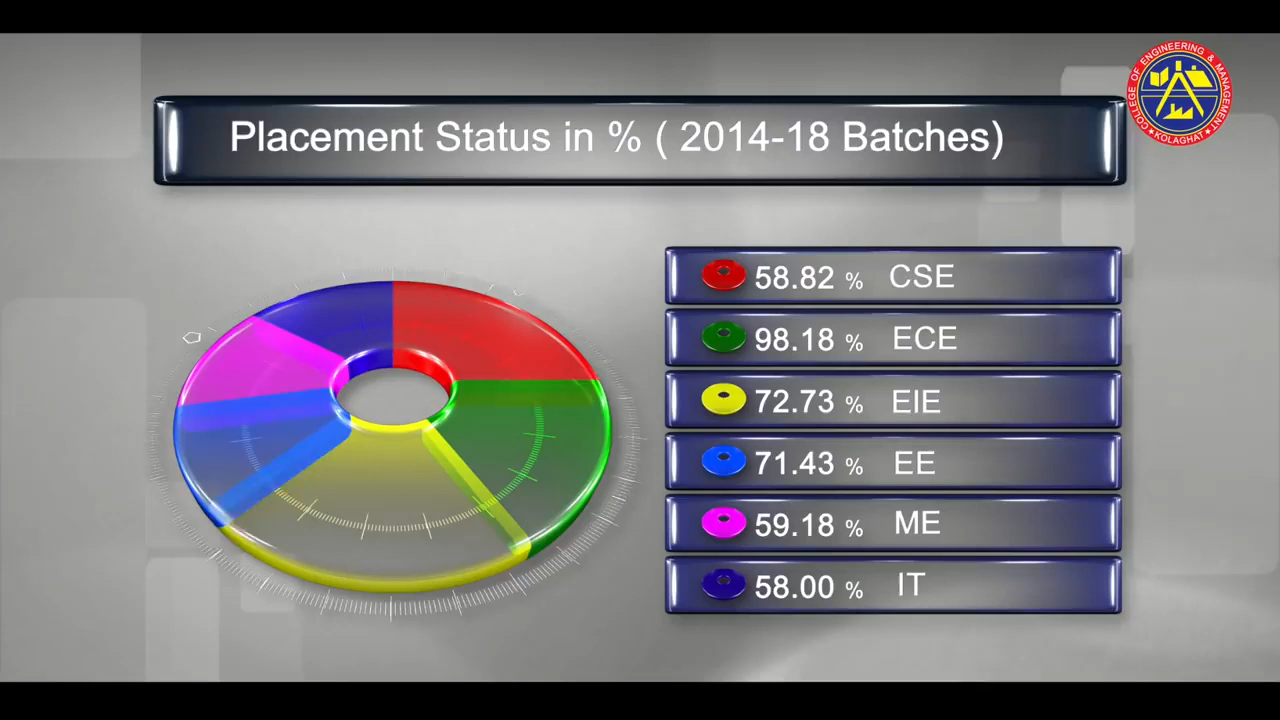 COLLEGE OF ENGINEERING & MANAGEMENT
★ KOLAGHAT ★
Placement Status in % ( 2014-18 Batches)
58.82 % CSE
98.18 % ECE
72.73 % EIE
71.43 % EE
59.18 % ME
58.00 % IT